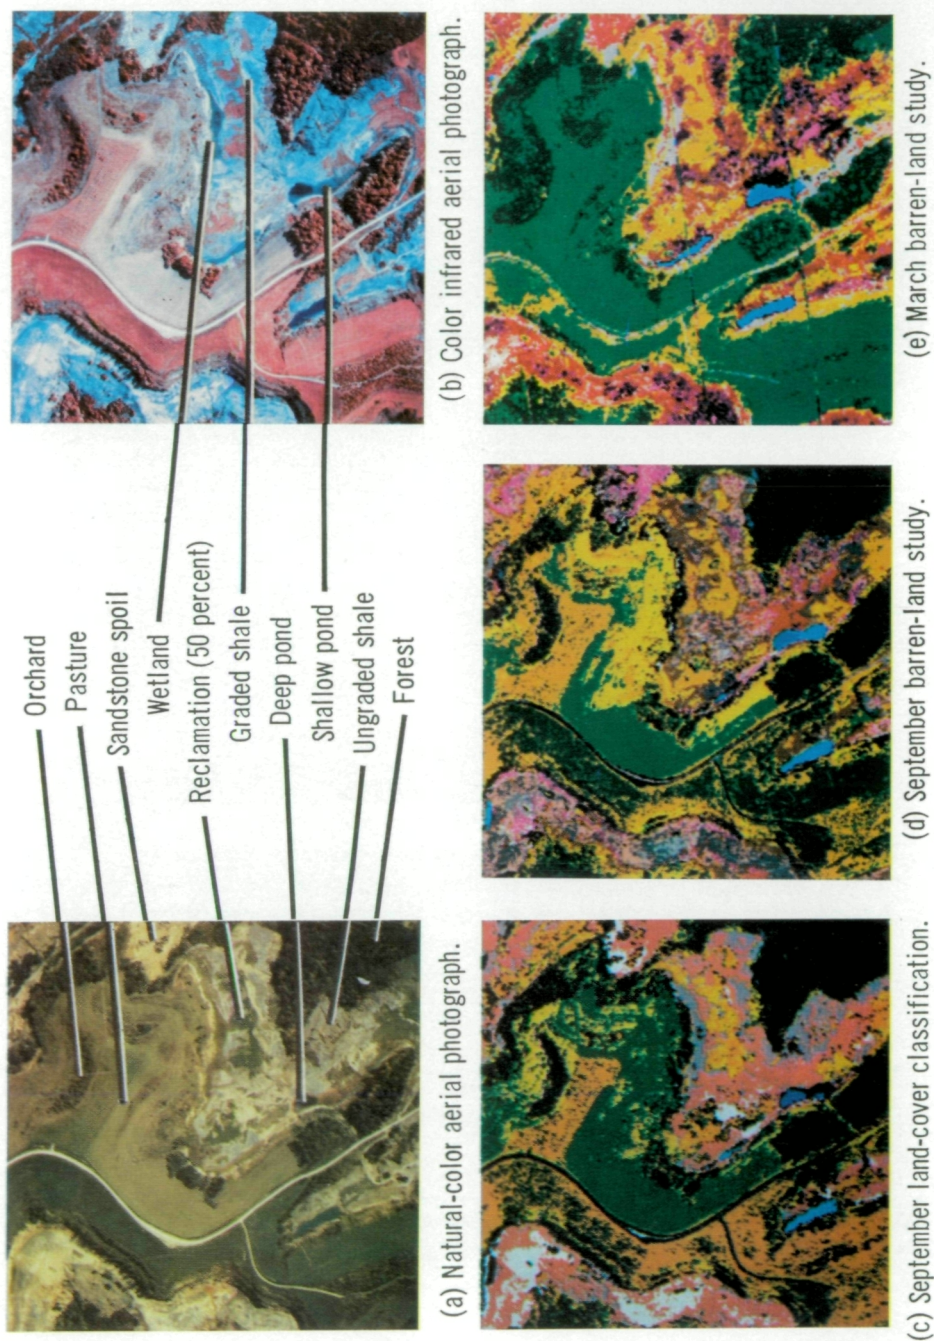 Orchard
Pasture
Sandstone spoil
Wetland
Reclamation (50 percent)
Graded shale
Deep pond
Shallow pond
Ungraded shale
Forest
(a) Natural-color aerial photograph.
(b) Color infrared aerial photograph.
(c) September land-cover classification.
(d) September barren-land study.
(e) March barren-land study.